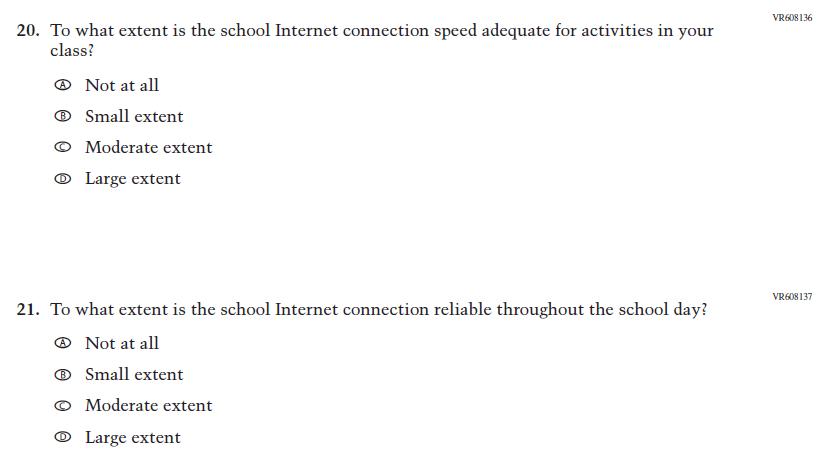 VR608136
20. To what extent is the school Internet connection speed adequate for activities in your
class?
Ⓐ Not at all
Ⓑ Small extent
Ⓒ Moderate extent
Ⓓ Large extent
VR608137
21. To what extent is the school Internet connection reliable throughout the school day?
Ⓐ Not at all
Ⓑ Small extent
Ⓒ Moderate extent
Ⓓ Large extent